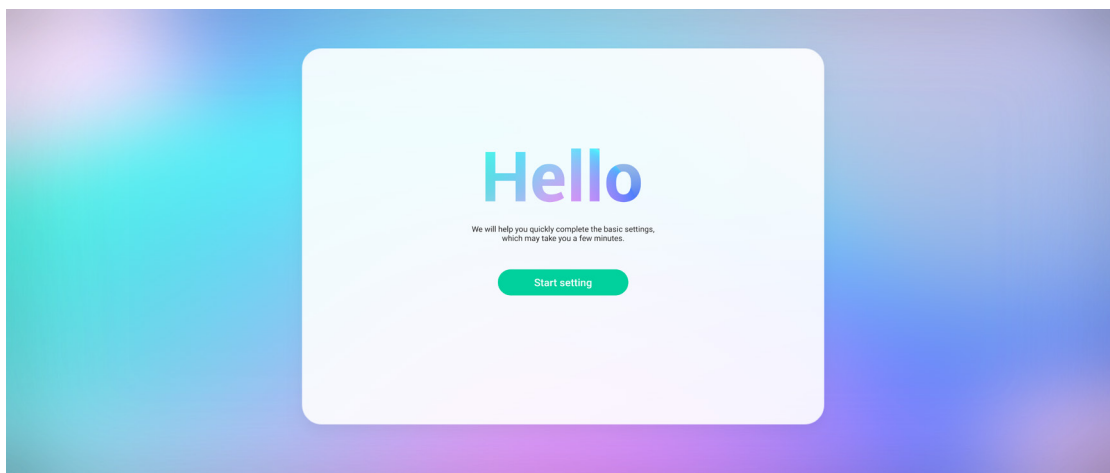 Hello
We will help you quickly complete the basic settings,
which may take you a few minutes.
Start setting